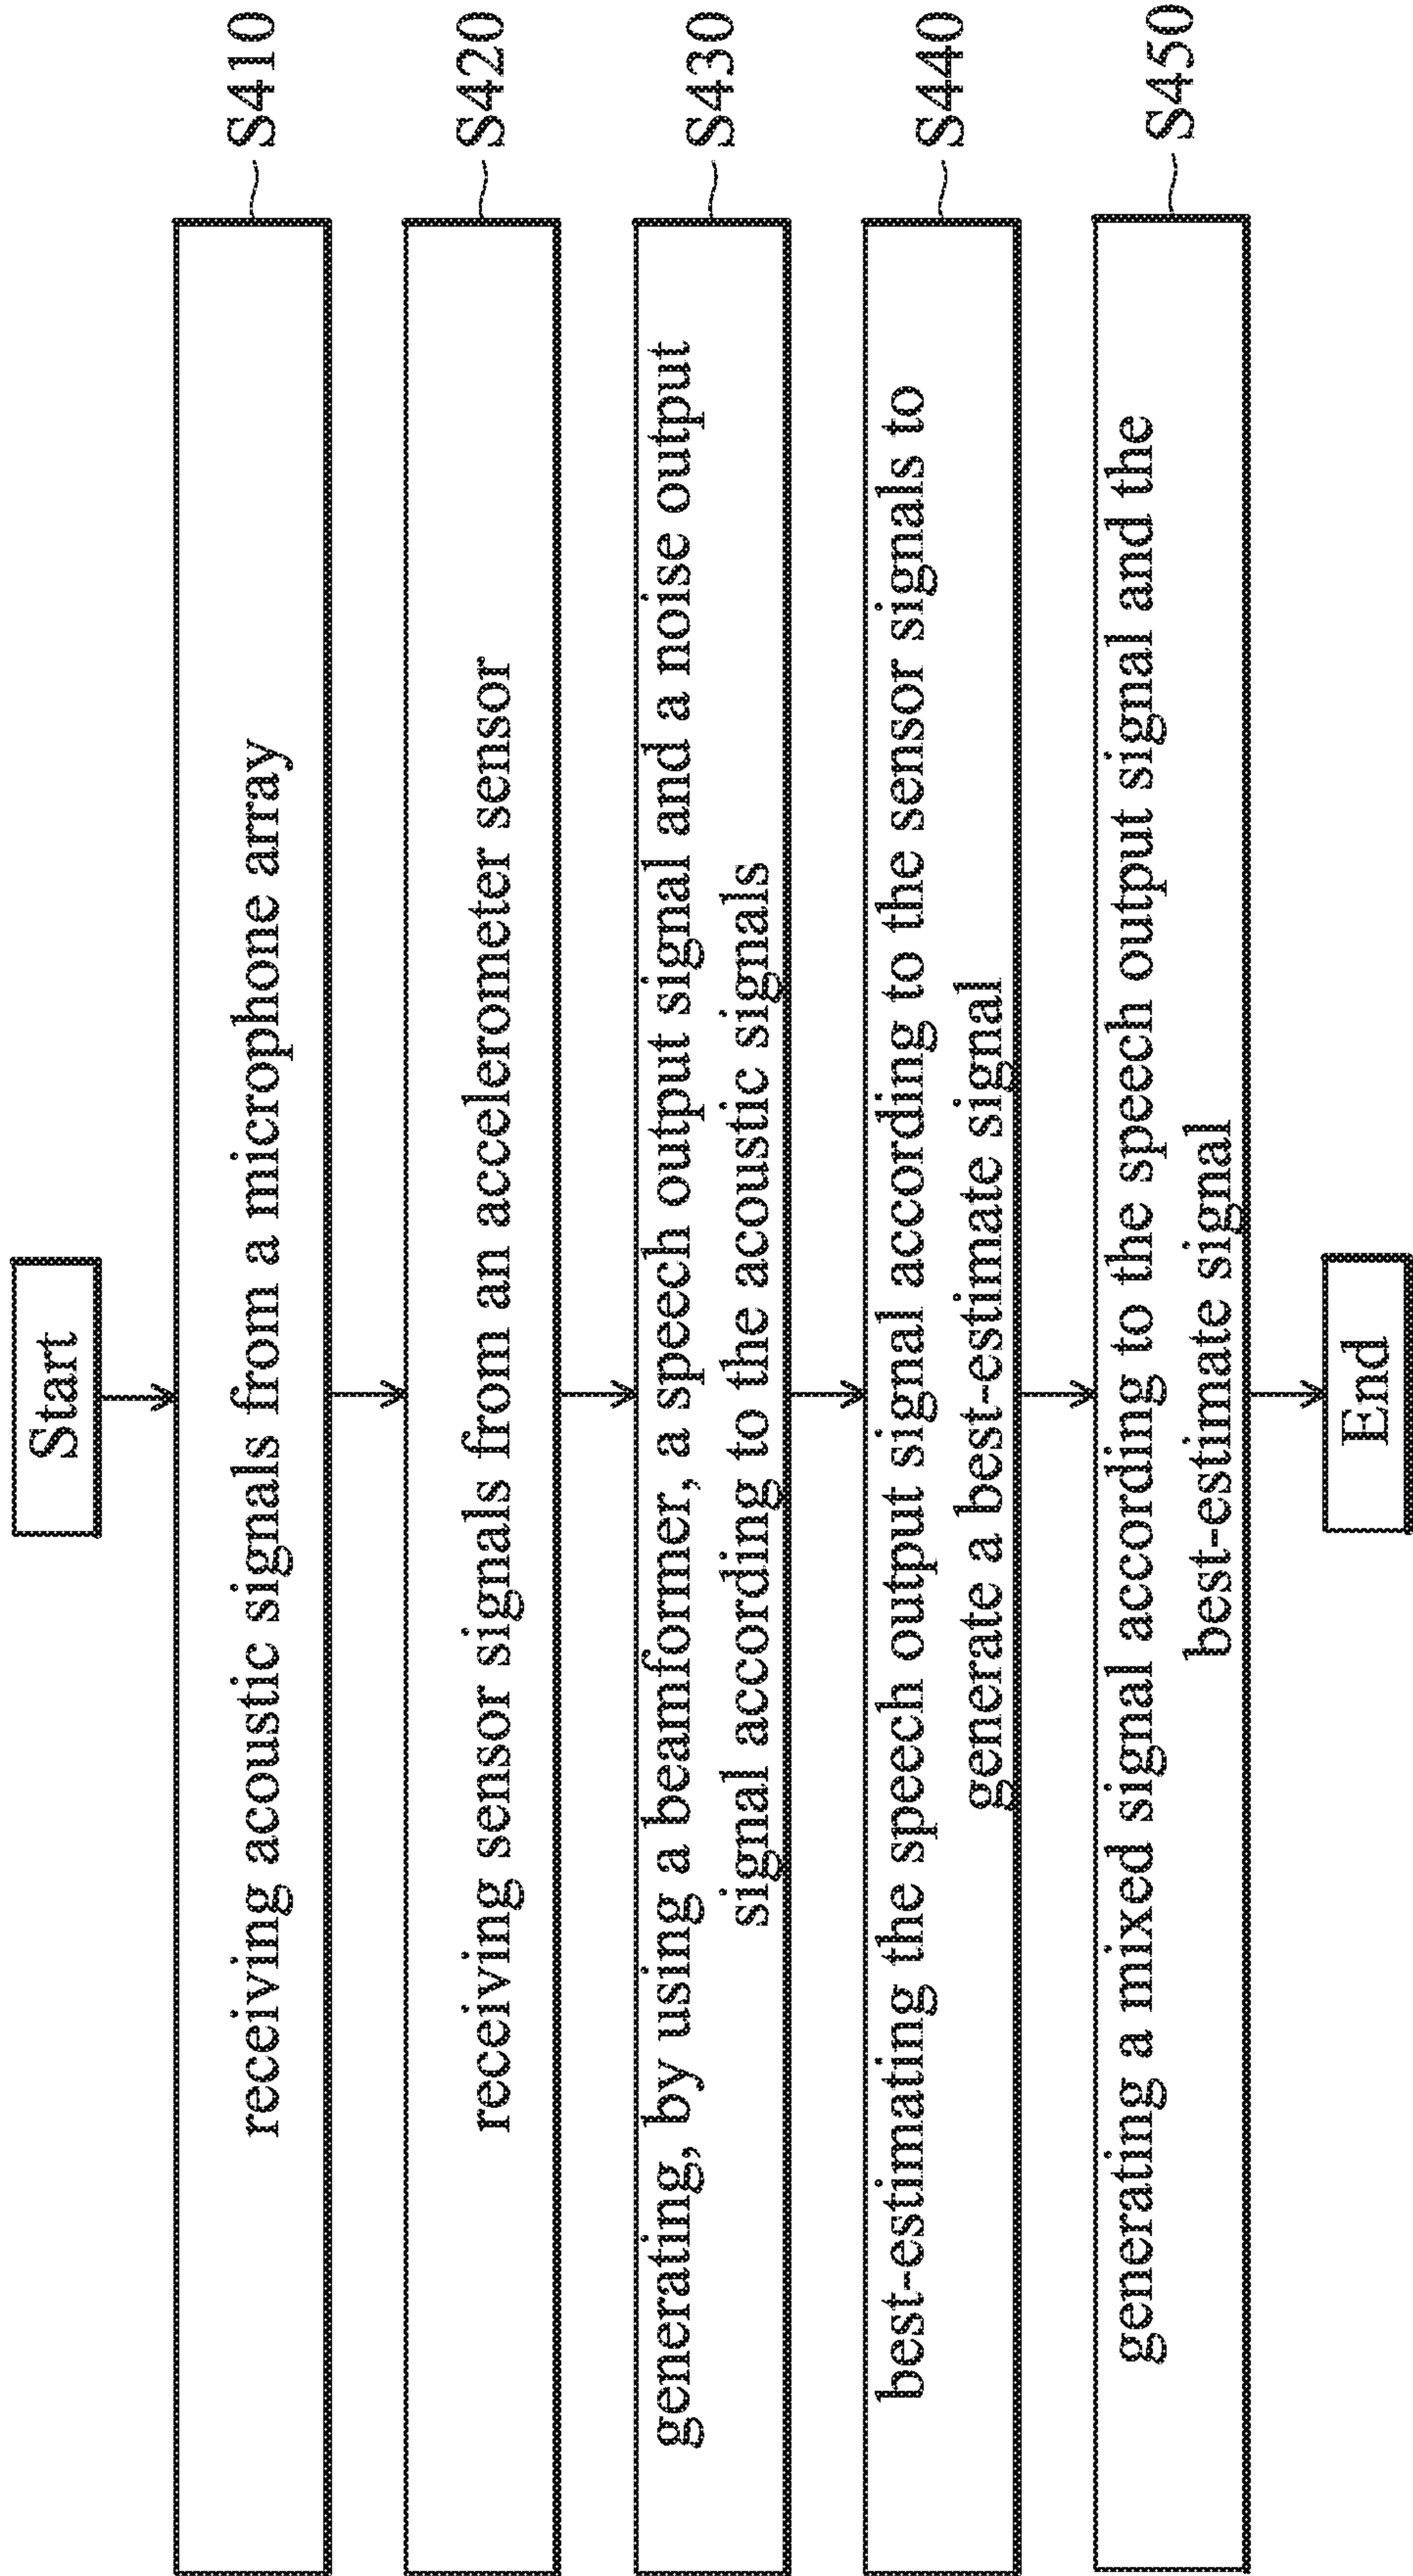 Start
receiving acoustic signals from a microphone array
S410
receiving sensor signals from an accelerometer sensor
S420
generating, by using a beamformer, a speech output signal and a noise output
signal according to the acoustic signals
S430
best-estimating the speech output signal according to the sensor signals to
generate a best-estimate signal
S440
generating a mixed signal according to the speech output signal and the
best-estimate signal
S450
End